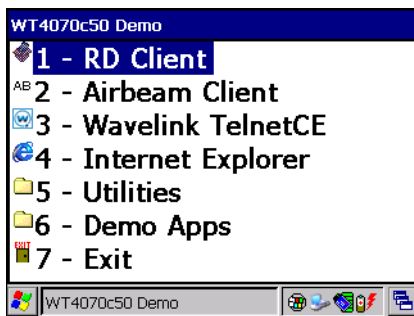 WT4070c50 Demo
1 - RD Client
AB 2 - Airbeam Client
3 - Wavelink TelnetCE
4 - Internet Explorer
5 - Utilities
6 - Demo Apps
EXIT 7 - Exit
WT4070c50 Demo